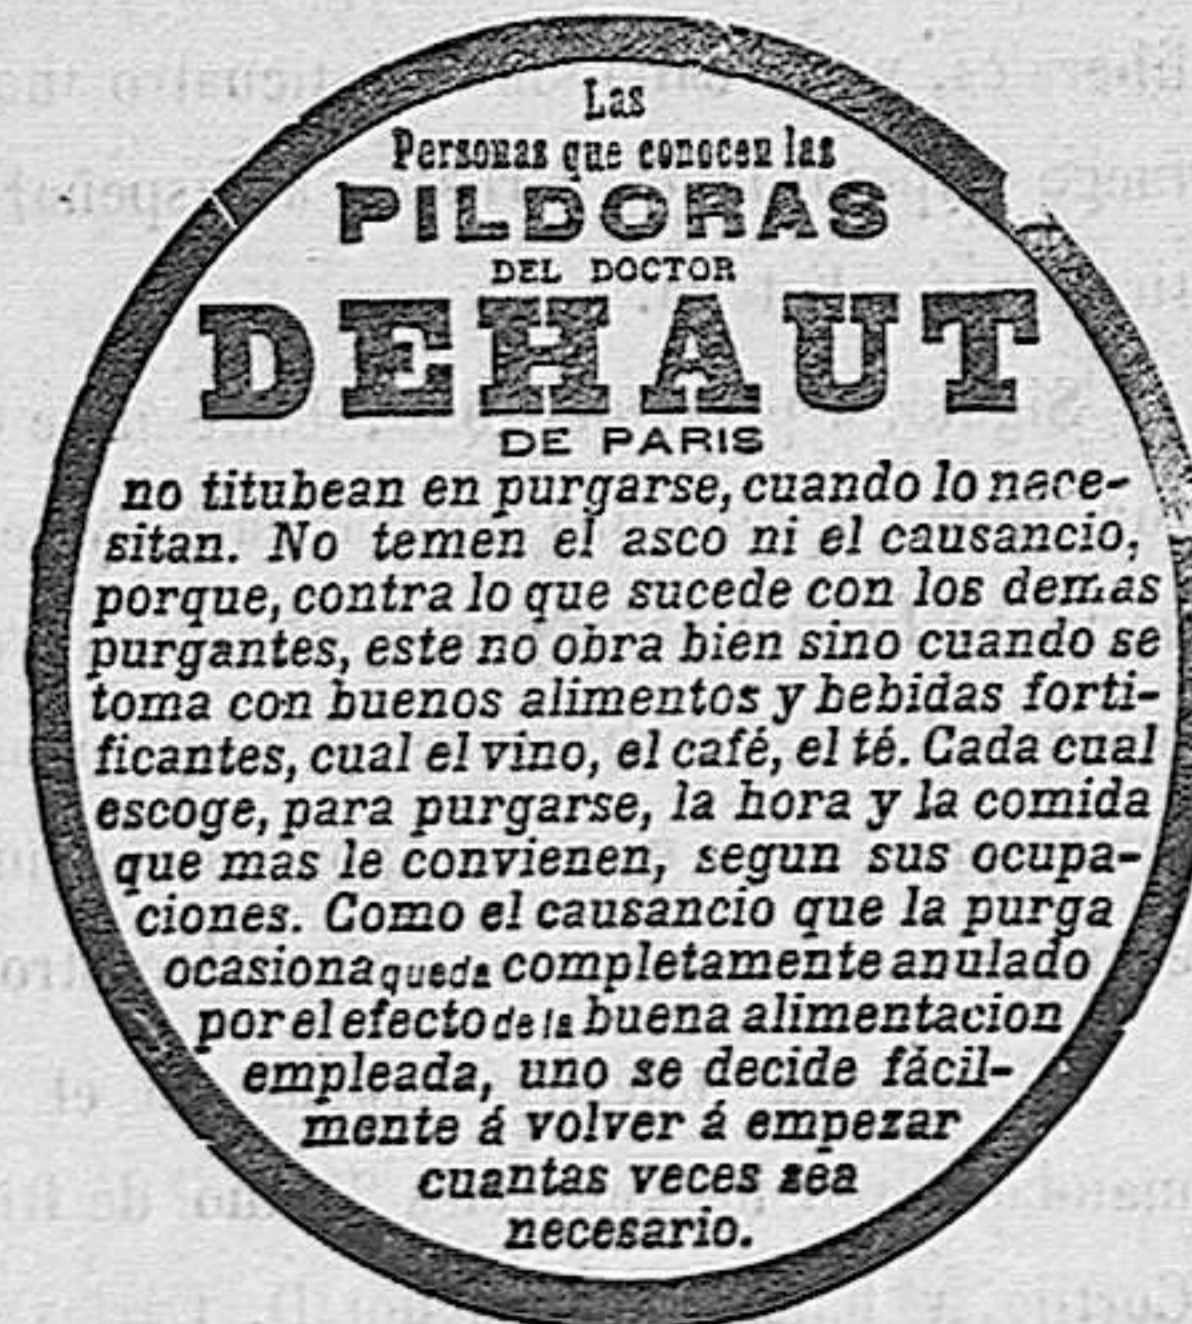 Las
Personas que conocen las
PILDORAS
DEL DOCTOR
DEHAUT
DE PARIS
no titubean en purgarse, cuando lo nece-
sitan. No temen el asco ni el causancio,
porque, contra lo que sucede con los demas
purgantes, este no obra bien sino cuando se
toma con buenos alimentos y bebidas forti-
ficantes, cual el vino, el café, el té. Cada cual
escoge, para purgarse, la hora y la comida
que mas le convienen, segun sus ocupa-
ciones. Como el causancio que la purga
ocasiona queda completamente anulado
por el efecto de la buena alimentacion
empleada, uno se decide fácil-
mente á volver á empezar
cuantas veces sea
necesario.